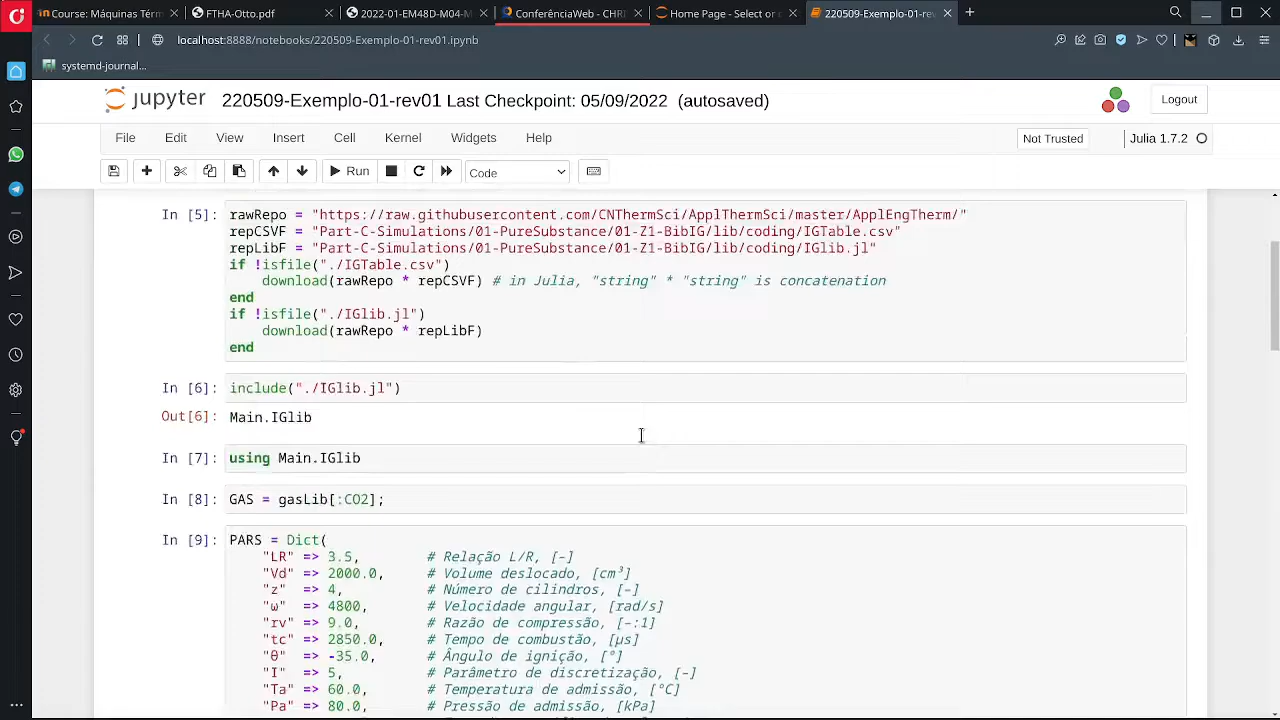 Curso: Máquinas Térm
FTHA-Otto.pdf
2022-01-EM48D-M04-M
ConferênciaWeb - CHRI
Home Page - Select or c
220509-Exemplo-01-rev
localhost:8888/notebooks/220509-Exemplo-01-rev01.ipynb
systemd-journal...
jupyter 220509-Exemplo-01-rev01 Last Checkpoint: 05/09/2022 (autosaved)
Logout
File Edit View Insert Cell Kernel Widgets Help
Not Trusted
Julia 1.7.2
Run
Code
In [5]: rawRepo = "https://raw.githubusercontent.com/CNThermSci/ApplThermSci/master/ApplEngTherm/"
repCSVF = "Part-C-Simulations/01-PureSubstance/01-Z1-BibIG/lib/coding/IGTable.csv"
repLibF = "Part-C-Simulations/01-PureSubstance/01-Z1-BibIG/lib/coding/IGlib.jl"
if !isfile("./IGTable.csv")
download(rawRepo * repCSVF) # in Julia, "string" * "string" is concatenation
end
if !isfile("./IGlib.jl")
download(rawRepo * repLibF)
end
In [6]: include("./IGlib.jl")
Out[6]: Main.IGlib
In [7]: using Main.IGlib
In [8]: GAS = gasLib[:CO2];
In [9]: PARS = Dict(
"LR" => 3.5, # Relação L/R, [-]
"Vd" => 2000.0, # Volume deslocado, [cm³]
"z" => 4, # Número de cilindros, [-]
"ω" => 4800, # Velocidade angular, [rad/s]
"rv" => 9.0, # Razão de compressão, [-:1]
"tc" => 2850.0, # Tempo de combustão, [μs]
"θ" => -35.0, # Ângulo de ignição, [°]
"I" => 5, # Parâmetro de discretização, [-]
"Ta" => 60.0, # Temperatura de admissão, [°C]
"Pa" => 80.0, # Pressão de admissão, [kPa]